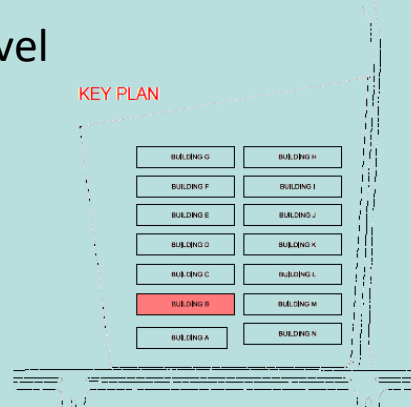 vel
KEY PLAN
BUILDING G BUILDING H
BUILDING F BUILDING I
BUILDING E BUILDING J
BUILDING D BUILDING K
BUILDING C BUILDING L
BUILDING B BUILDING M
BUILDING A BUILDING N